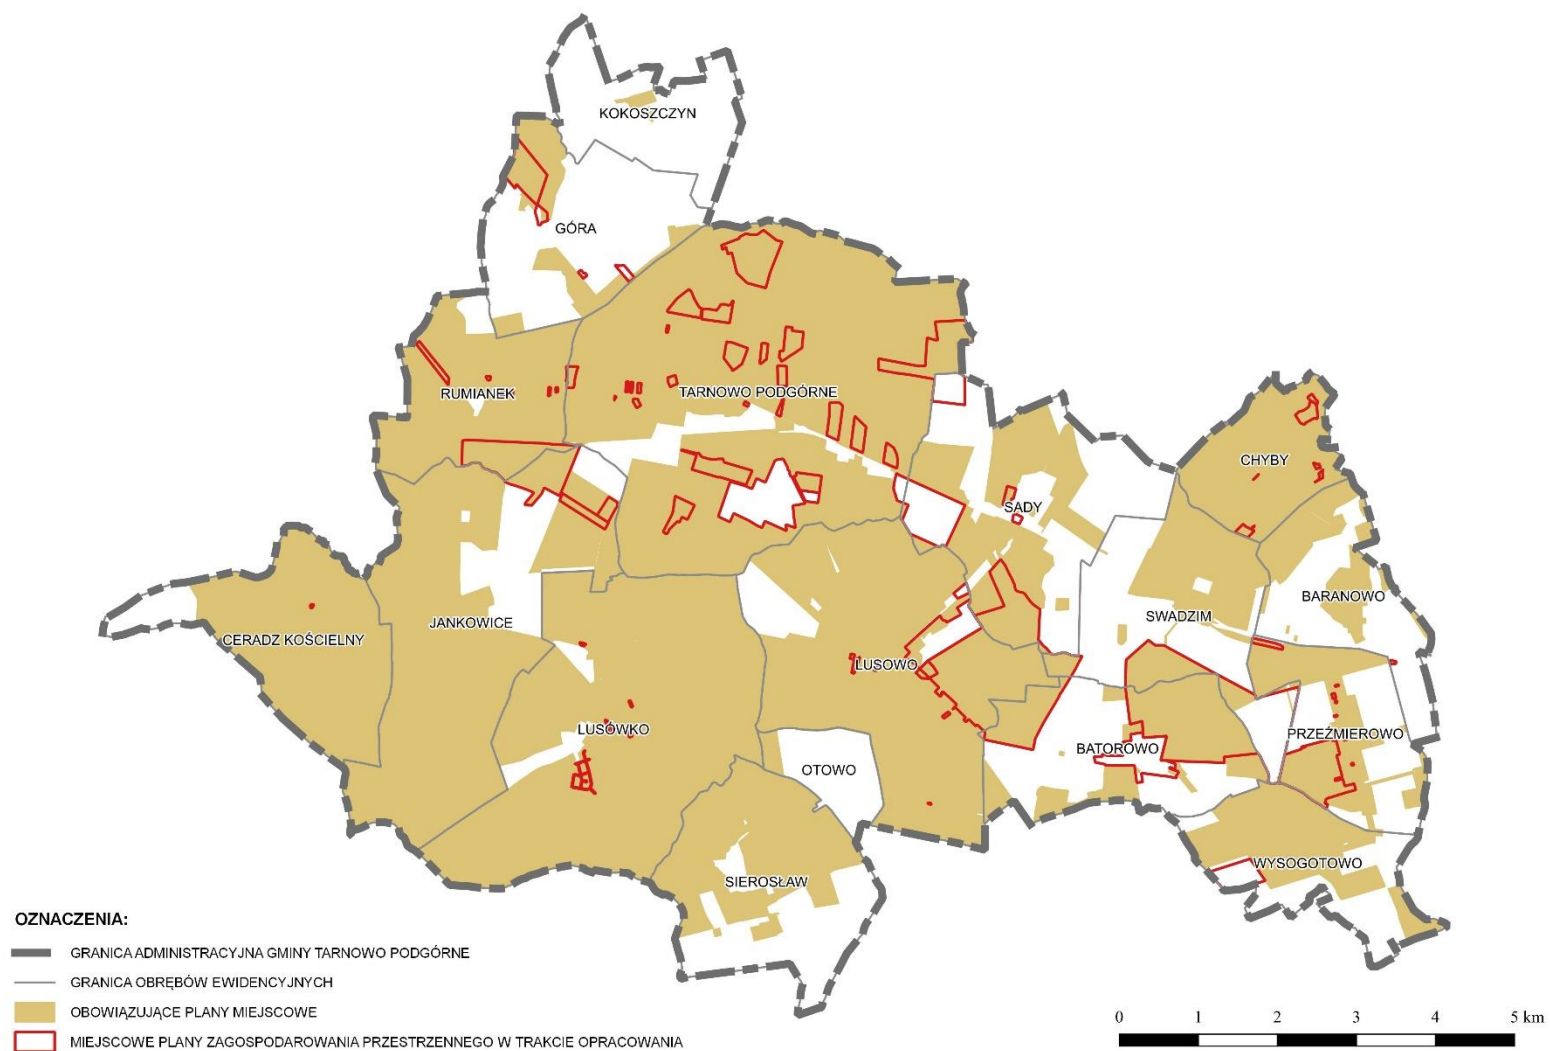 KOKOSZCZYN
GÓRA
RUMIANEK
TARNOWO PODGÓRNE
CHYBY
SADY
BARANOWO
SWADZIM
CERADZ KOŚCIELNY
JANKOWICE
LUSOWO
LUSÓWKO
PRZEŹMIEROWO
BATOROWO
OTOWO
WYSOGOTOWO
SIEROSŁAW
OZNACZENIA:
GRANICA ADMINISTRACYJNA GMINY TARNOWO PODGÓRNE
GRANICA OBRĘBÓW EWIDENCYJNYCH
OBOWIĄZUJĄCE PLANY MIEJSCOWE
MIEJSCOWE PLANY ZAGOSPODAROWANIA PRZESTRZENNEGO W TRAKCIE OPRACOWANIA
0 1 2 3 4 5 km